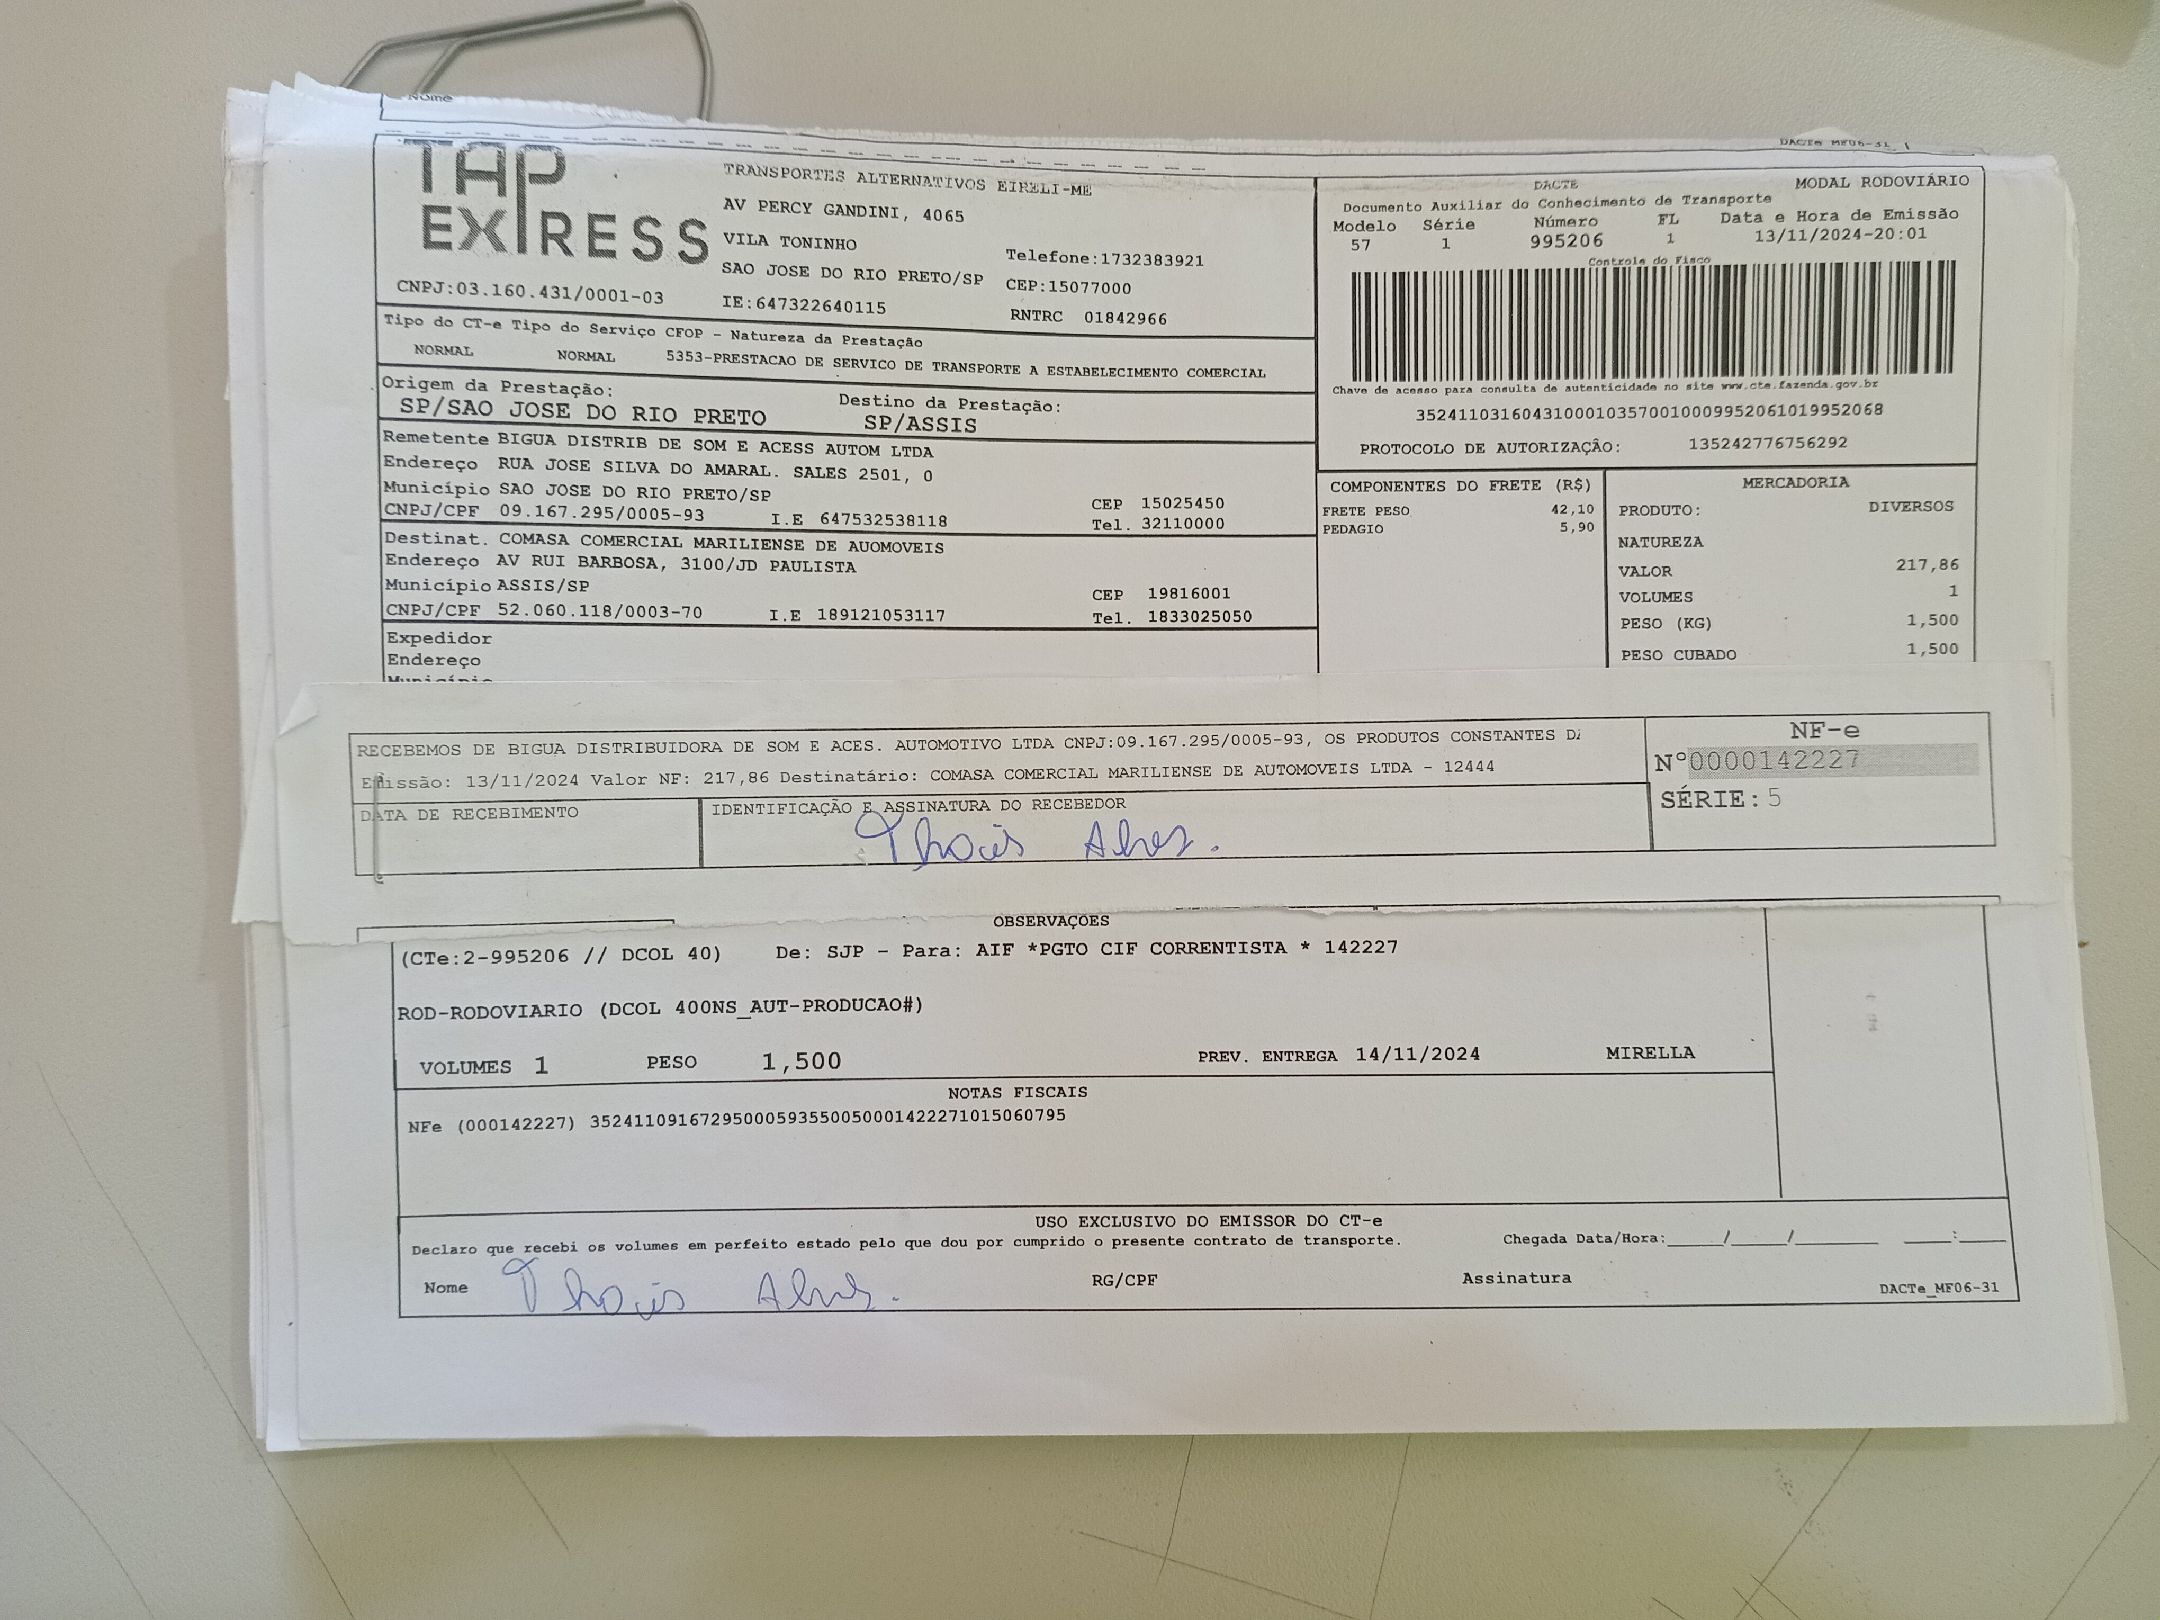 Nome
DACTe MF06-31
TAP EXPRESS
TRANSPORTES ALTERNATIVOS EIRELI-ME
AV PERCY GANDINI, 4065
VILA TONINHO
SAO JOSE DO RIO PRETO/SP
Telefone:1732383921
CEP:15077000
CNPJ:03.160.431/0001-03
IE:647322640115
RNTRC 01842966
DACTE MODAL RODOVIÁRIO
Documento Auxiliar do Conhecimento de Transporte
Modelo Série Número FL Data e Hora de Emissão
57 1 995206 1 13/11/2024-20:01
Controle do Fisco
Chave de acesso para consulta de autenticidade no site www.cte.fazenda.gov.br
35241103160431000103570010009952061019952068
PROTOCOLO DE AUTORIZAÇÂO: 135242776756292
Tipo do CT-e Tipo do Serviço CFOP - Natureza da Prestação
NORMAL NORMAL 5353-PRESTACAO DE SERVICO DE TRANSPORTE A ESTABELECIMENTO COMERCIAL
Origem da Prestação: Destino da Prestação:
SP/SAO JOSE DO RIO PRETO SP/ASSIS
Remetente BIGUA DISTRIB DE SOM E ACESS AUTOM LTDA
Endereço RUA JOSE SILVA DO AMARAL. SALES 2501, 0
Município SAO JOSE DO RIO PRETO/SP CEP 15025450
CNPJ/CPF 09.167.295/0005-93 I.E 647532538118 Tel. 32110000
Destinat. COMASA COMERCIAL MARILIENSE DE AUOMOVEIS
Endereço AV RUI BARBOSA, 3100/JD PAULISTA
Município ASSIS/SP CEP 19816001
CNPJ/CPF 52.060.118/0003-70 I.E 189121053117 Tel. 1833025050
Expedidor
Endereço
Município
COMPONENTES DO FRETE (R$)
FRETE PESO 42,10
PEDAGIO 5,90
MERCADORIA
PRODUTO: DIVERSOS
NATUREZA
VALOR 217,86
VOLUMES 1
PESO (KG) 1,500
PESO CUBADO 1,500
RECEBEMOS DE BIGUA DISTRIBUIDORA DE SOM E ACES. AUTOMOTIVO LTDA CNPJ:09.167.295/0005-93, OS PRODUTOS CONSTANTES
Emissão: 13/11/2024 Valor NF: 217,86 Destinatário: COMASA COMERCIAL MARILIENSE DE AUTOMOVEIS LTDA - 12444
DATA DE RECEBIMENTO
IDENTIFICAÇÃO E ASSINATURA DO RECEBEDOR
Thais Alves.
NF-e
Nº0000142227
SÉRIE:5
OBSERVAÇOES
(CTe:2-995206 // DCOL 40) De: SJP - Para: AIF *PGTO CIF CORRENTISTA * 142227
ROD-RODOVIARIO (DCOL 400NS_AUT-PRODUCAO#)
VOLUMES 1 PESO 1,500 PREV. ENTREGA 14/11/2024 MIRELLA
NOTAS FISCAIS
NFe (000142227) 35241109167295000593550050001422271015060795
USO EXCLUSIVO DO EMISSOR DO CT-e
Declaro que recebi os volumes em perfeito estado pelo que dou por cumprido o presente contrato de transporte. Chegada Data/Hora:____/____/____ ____:____
Nome Thais Alves. RG/CPF Assinatura
DACTe_MF06-31